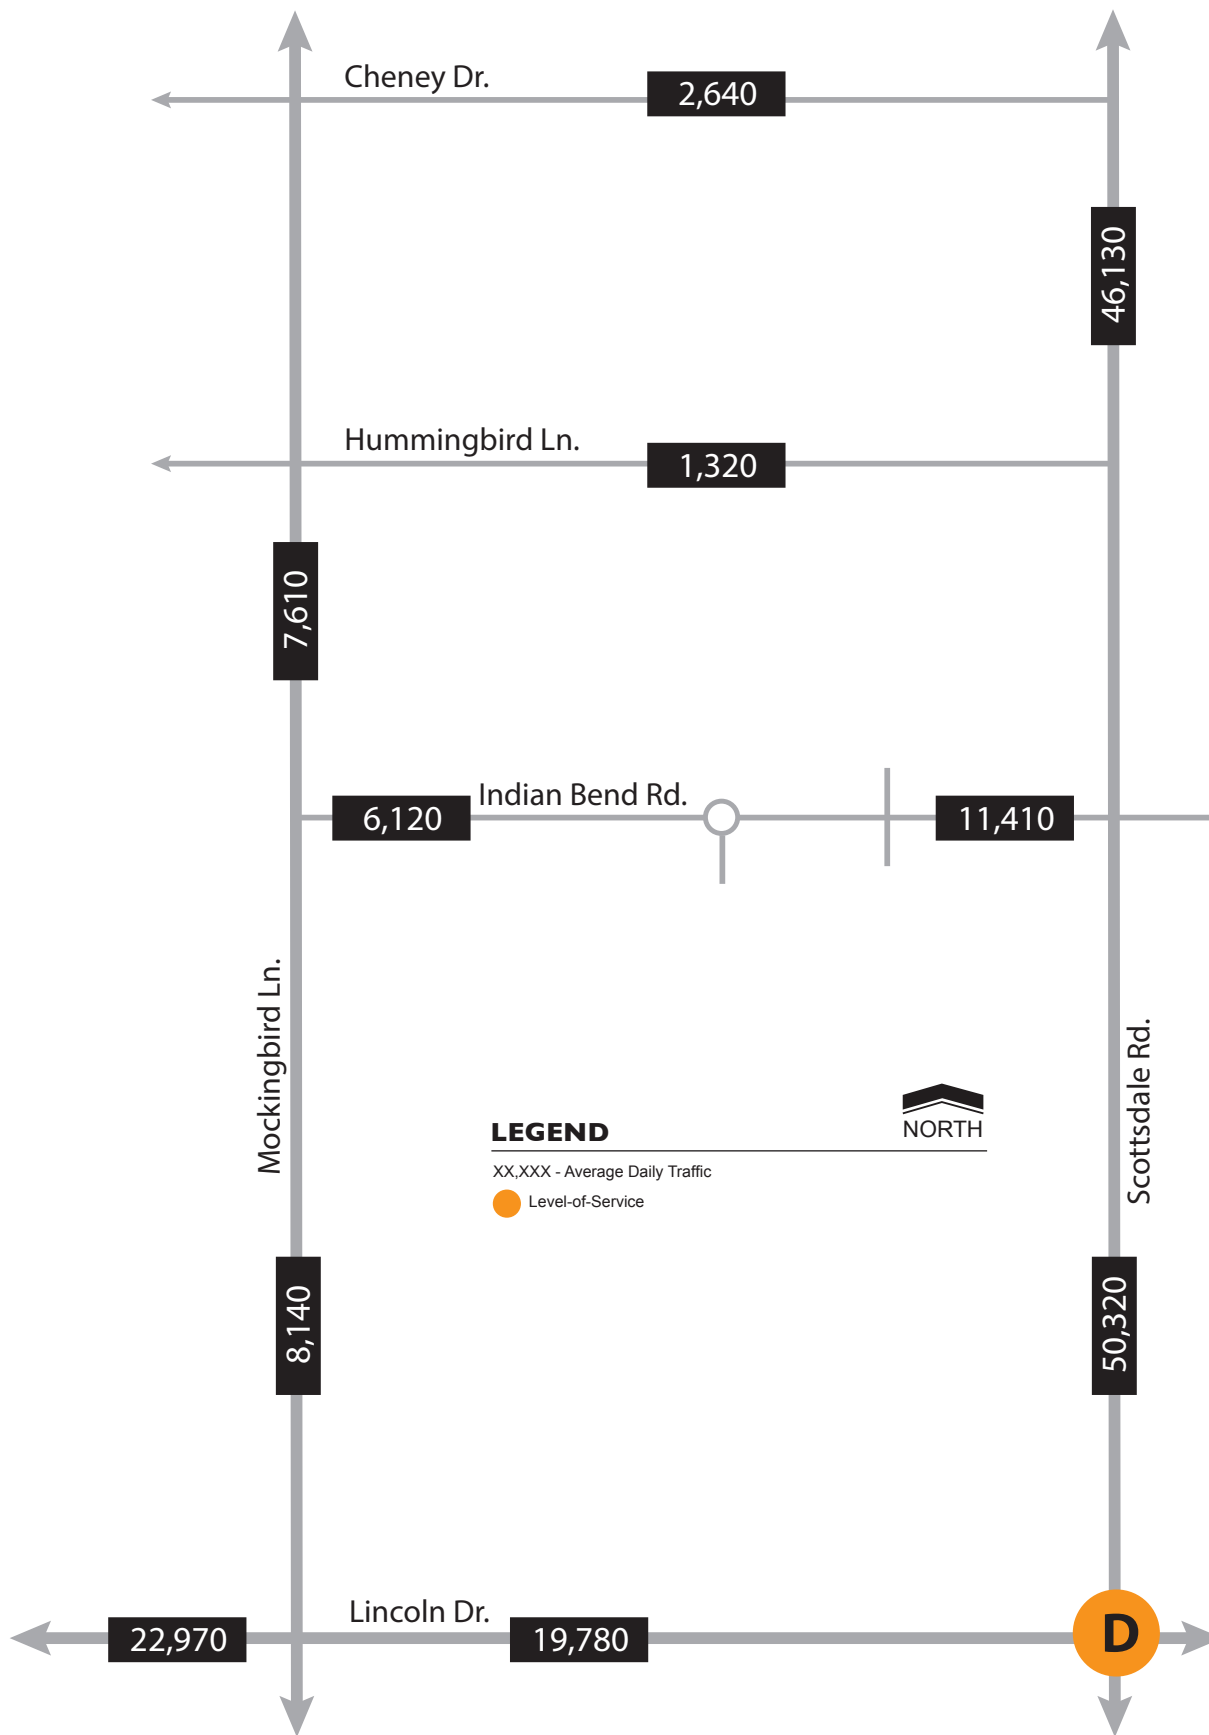 Cheney Dr.
2,640
46,130
Hummingbird Ln.
1,320
7,610
Indian Bend Rd.
6,120
11,410
Mockingbird Ln.
Scottsdale Rd.
LEGEND
NORTH
XX,XXX - Average Daily Traffic
Level-of-Service
8,140
50,320
Lincoln Dr.
22,970
19,780
D